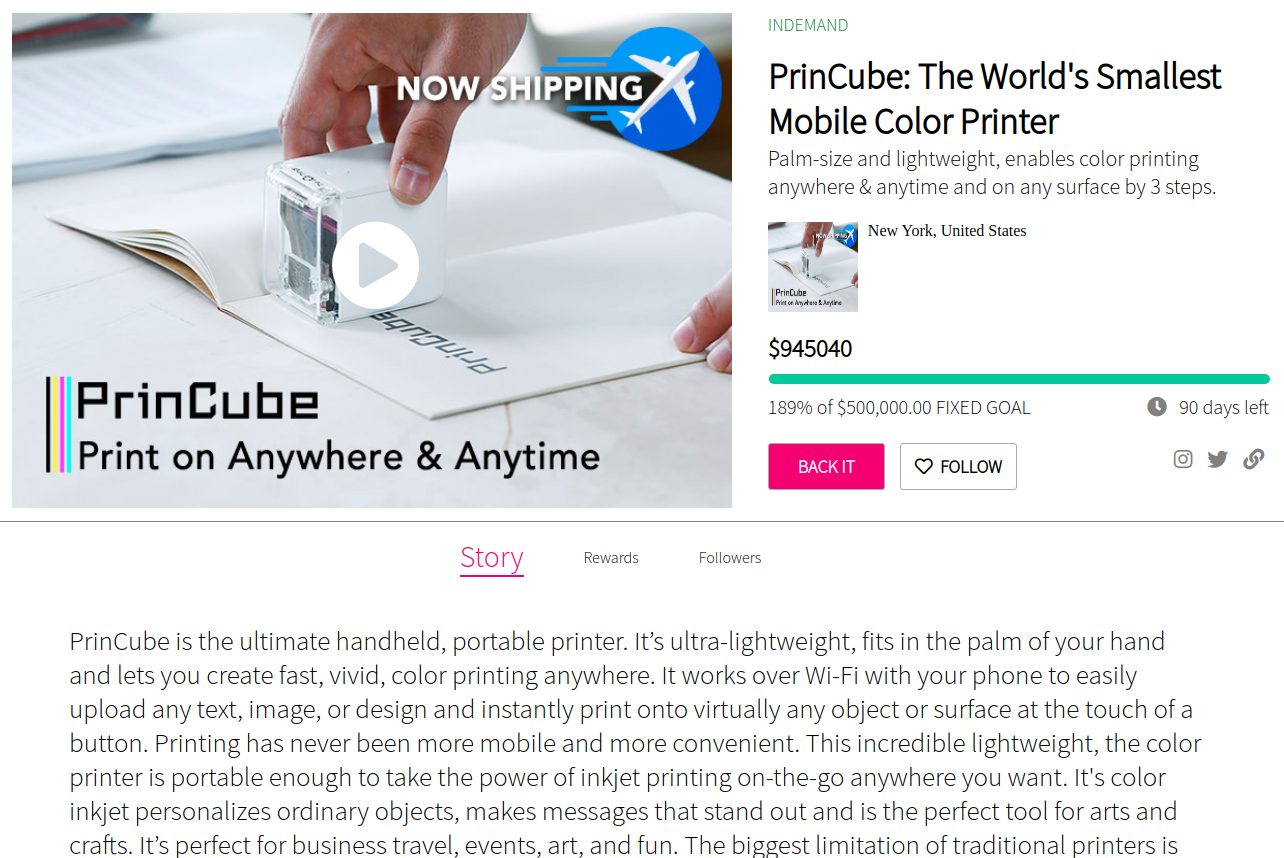 NOW SHIPPING
PrinCube
PrinCube
Print on Anywhere & Anytime
INDEMAND
PrinCube: The World's Smallest
Mobile Color Printer
Palm-size and lightweight, enables color printing
anywhere & anytime and on any surface by 3 steps.
NOW SHIPPING
PrinCube
Print on Anywhere & Anytime
New York, United States
$945040
189% of $500,000.00 FIXED GOAL
90 days left
BACK IT
FOLLOW
Story
Rewards
Followers
PrinCube is the ultimate handheld, portable printer. It’s ultra-lightweight, fits in the palm of your hand
and lets you create fast, vivid, color printing anywhere. It works over Wi-Fi with your phone to easily
upload any text, image, or design and instantly print onto virtually any object or surface at the touch of a
button. Printing has never been more mobile and more convenient. This incredible lightweight, the color
printer is portable enough to take the power of inkjet printing on-the-go anywhere you want. It's color
inkjet personalizes ordinary objects, makes messages that stand out and is the perfect tool for arts and
crafts. It’s perfect for business travel, events, art, and fun. The biggest limitation of traditional printers is